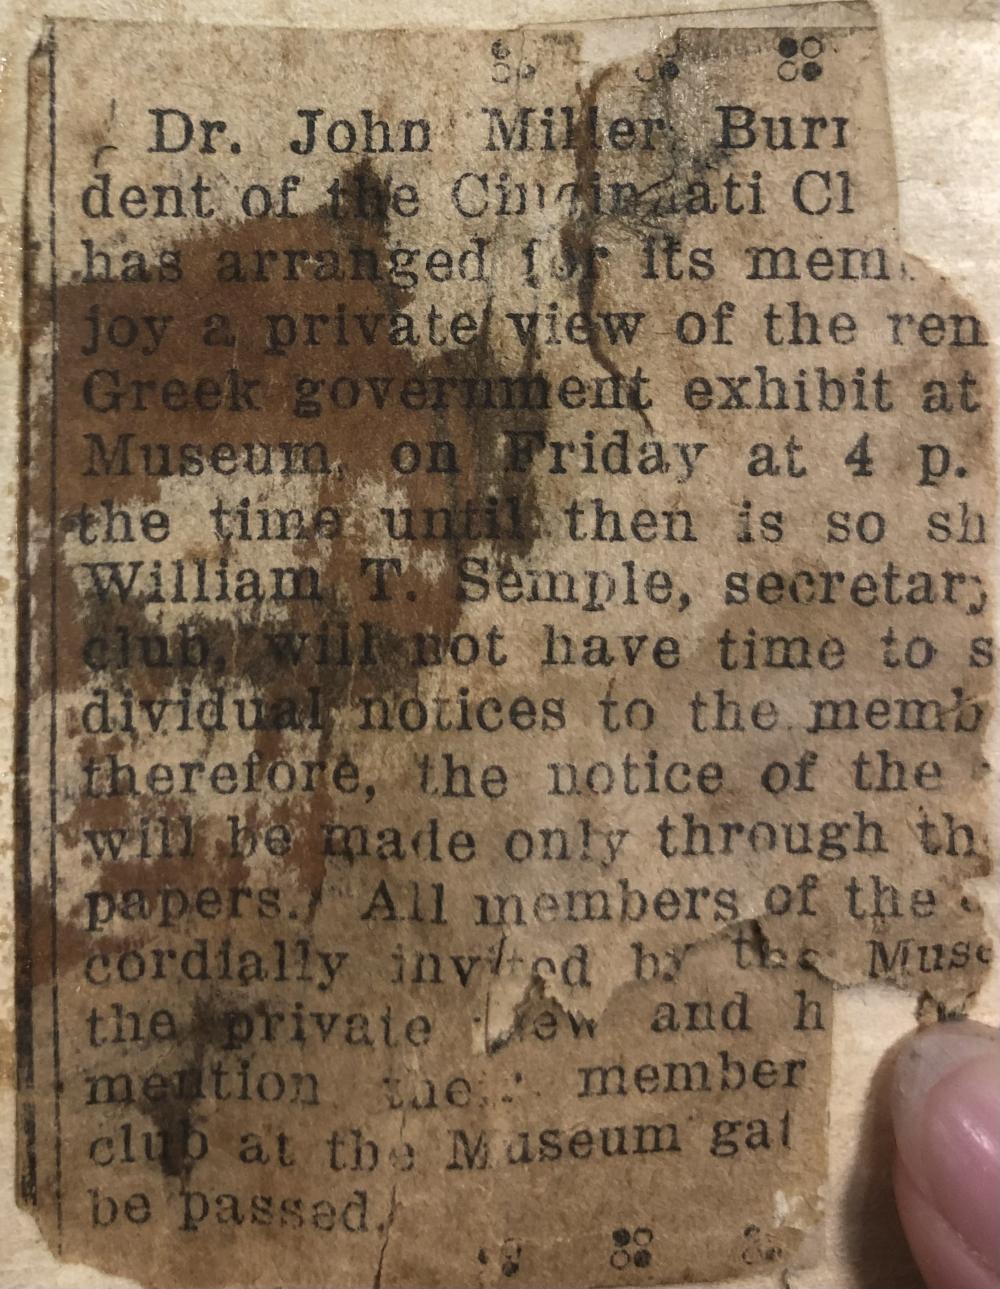 Dr. John Miller Burr
dent of the Cincinnati Cl
has arranged for its mem
joy a private view of the ren
Greek government exhibit at
Museum, on Friday at 4 p.
the time until then is so sh
William T. Semple, secretary
club, will not have time to s
dividual notices to the memb
therefore, the notice of the
will be made only through th
papers. All members of the
cordially invited by the Muse
the private view and h
mention their member
club at the Museum gat
be passed.